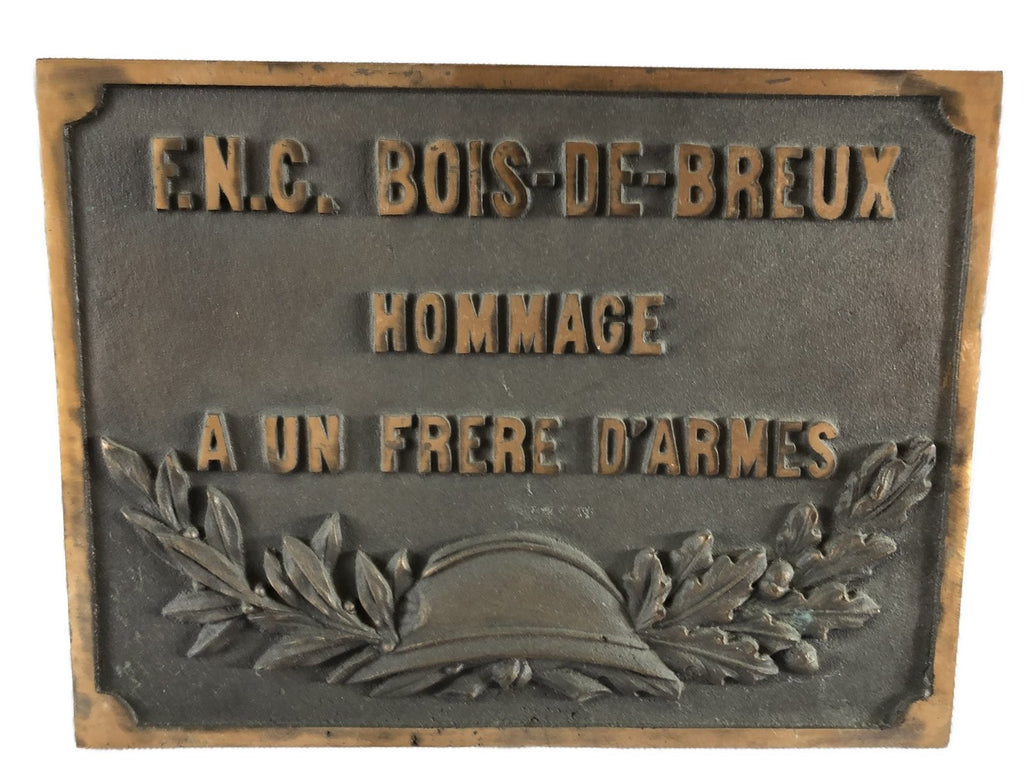 F.N.C. BOIS-DE-BREUX
HOMMAGE
A UN FRERE D'ARMES